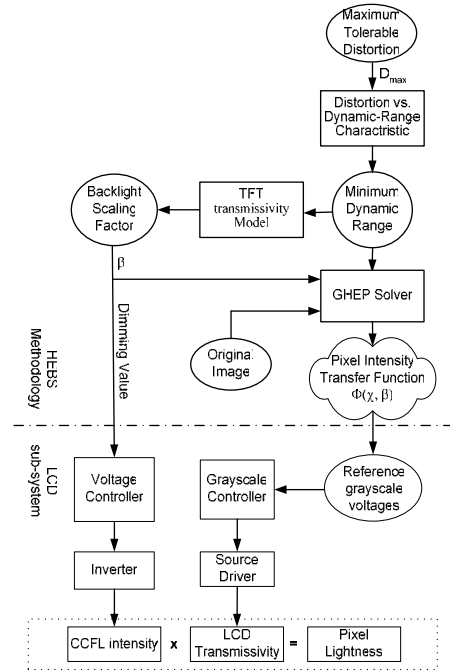 Maximum
Tolerable
Distortion
Dmax
Distortion vs.
Dynamic-Range
Charactristic
Backlight
Scaling
Factor
TFT
transmissivity
Model
Minimum
Dynamic
Range
β
GHEP Solver
Dimming Value
HEBS
Methodology
Original
Image
Pixel Intensity
Transfer Function
Φ(χ, β)
LCD
sub-system
Voltage
Controller
Grayscale
Controller
Reference
grayscale
voltages
Inverter
Source
Driver
CCFL intensity
x
LCD
Transmissivity
=
Pixel
Lightness